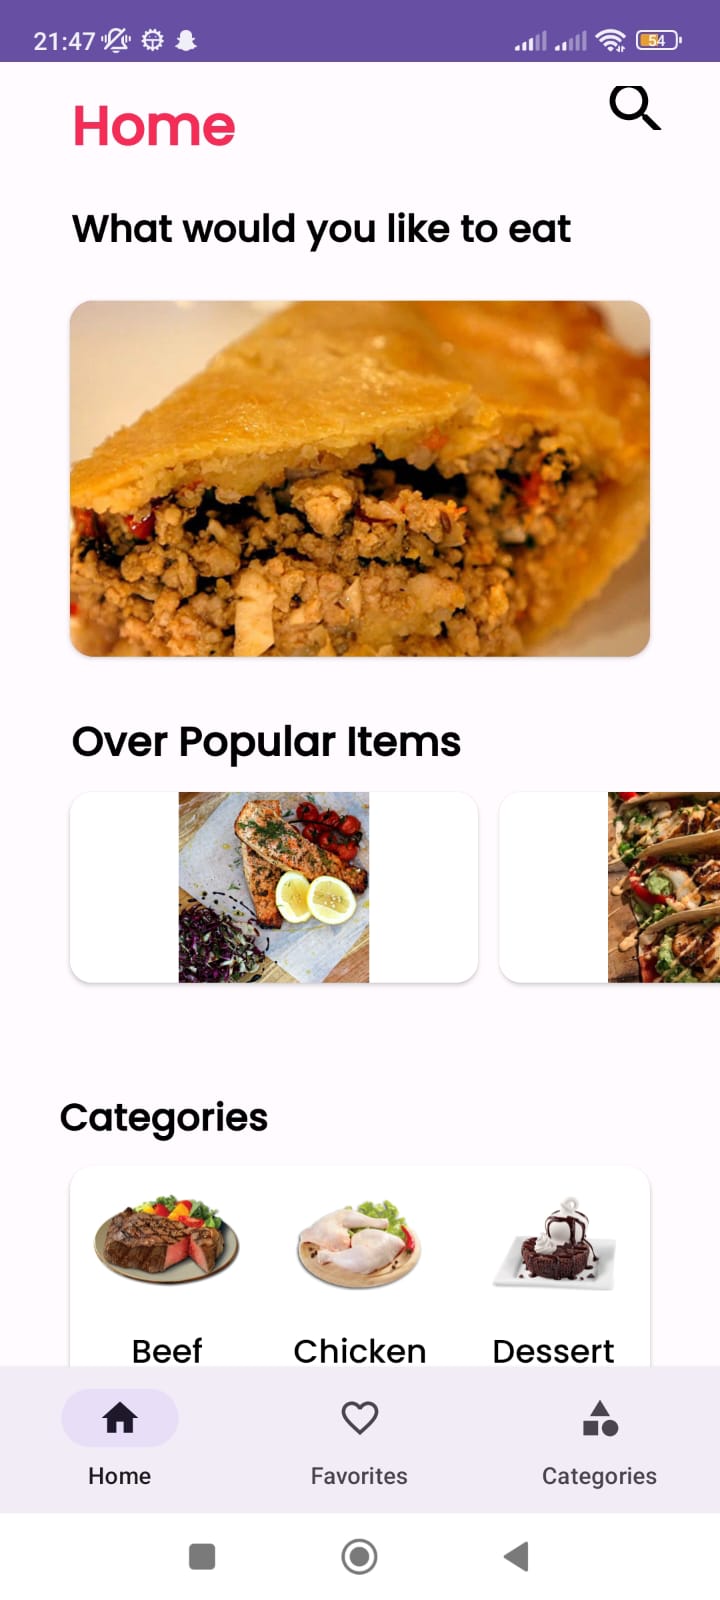 21:47
54
Home
What would you like to eat
Over Popular Items
Categories
Beef Chicken Dessert
Home Favorites Categories